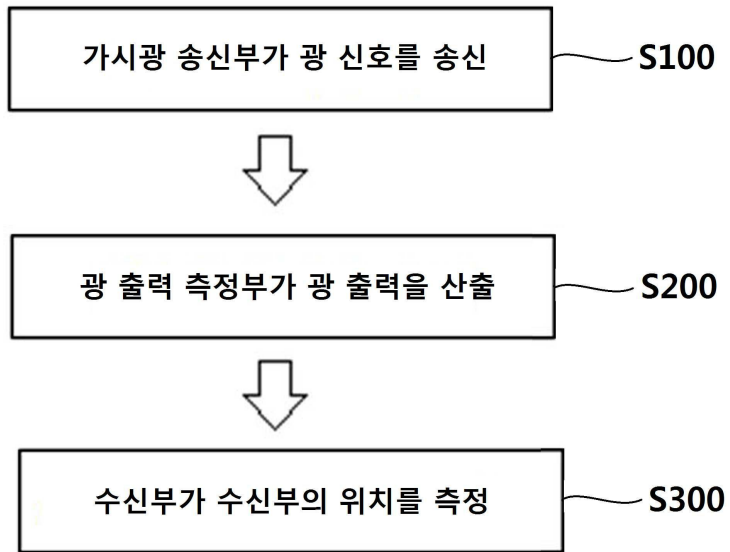 가시광 송신부가 광 신호를 송신 S100
광 출력 측정부가 광 출력을 산출 S200
수신부가 수신부의 위치를 측정 S300